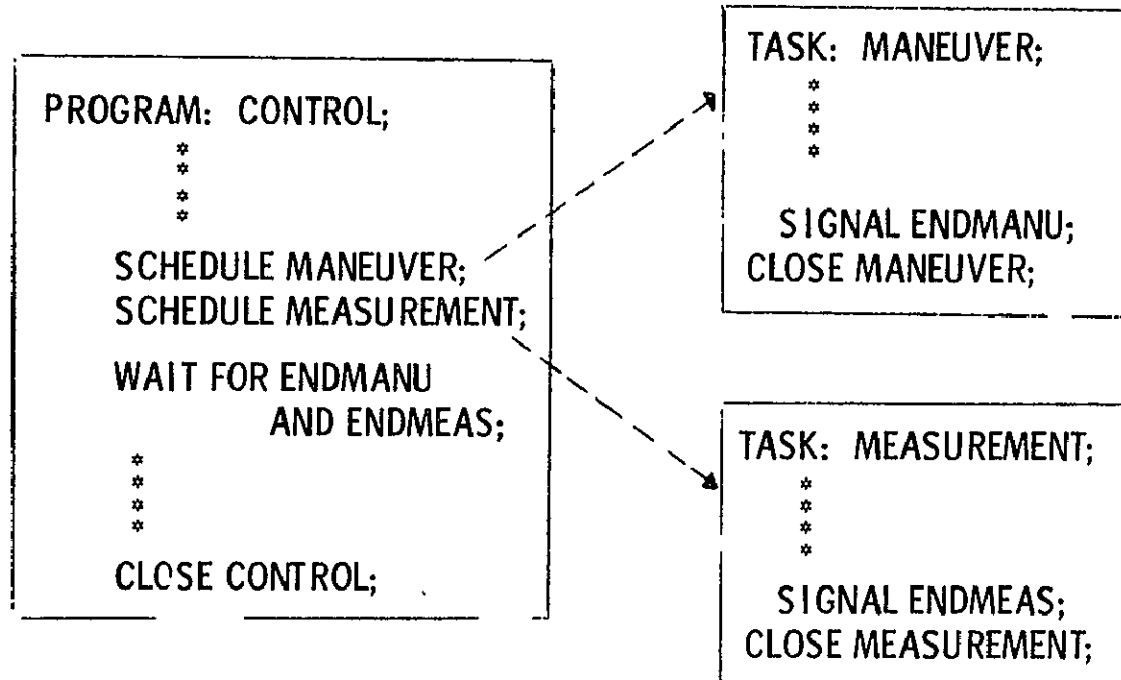 PROGRAM: CONTROL;
SCHEDULE MANEUVER;
SCHEDULE MEASUREMENT;
WAIT FOR ENDMANU
AND ENDMEAS;
CLOSE CONTROL;
TASK: MANEUVER;
SIGNAL ENDMANU;
CLOSE MANEUVER;
TASK: MEASUREMENT;
SIGNAL ENDMEAS;
CLOSE MEASUREMENT;